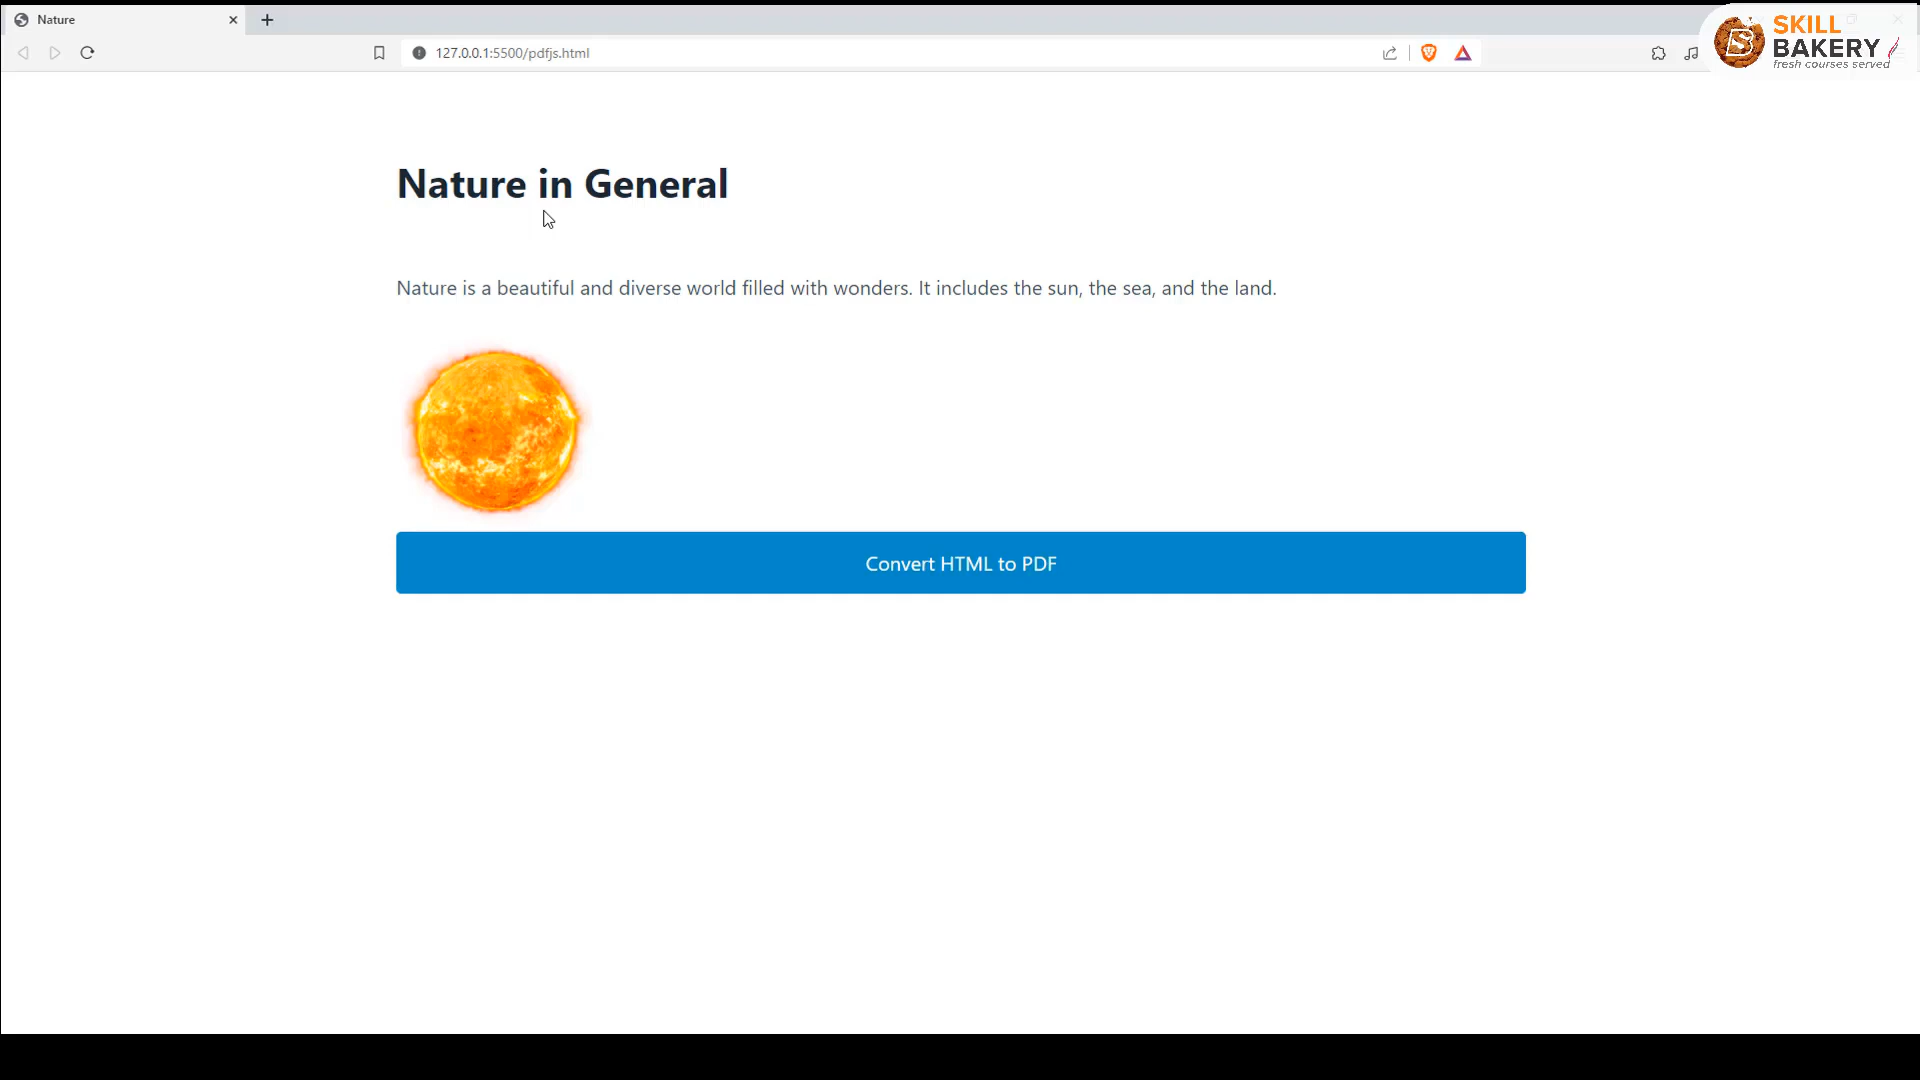 Nature
127.0.0.1:5500/pdfjs.html
SKILL
BAKERY
fresh courses served
Nature in General
Nature is a beautiful and diverse world filled with wonders. It includes the sun, the sea, and the land.
Convert HTML to PDF